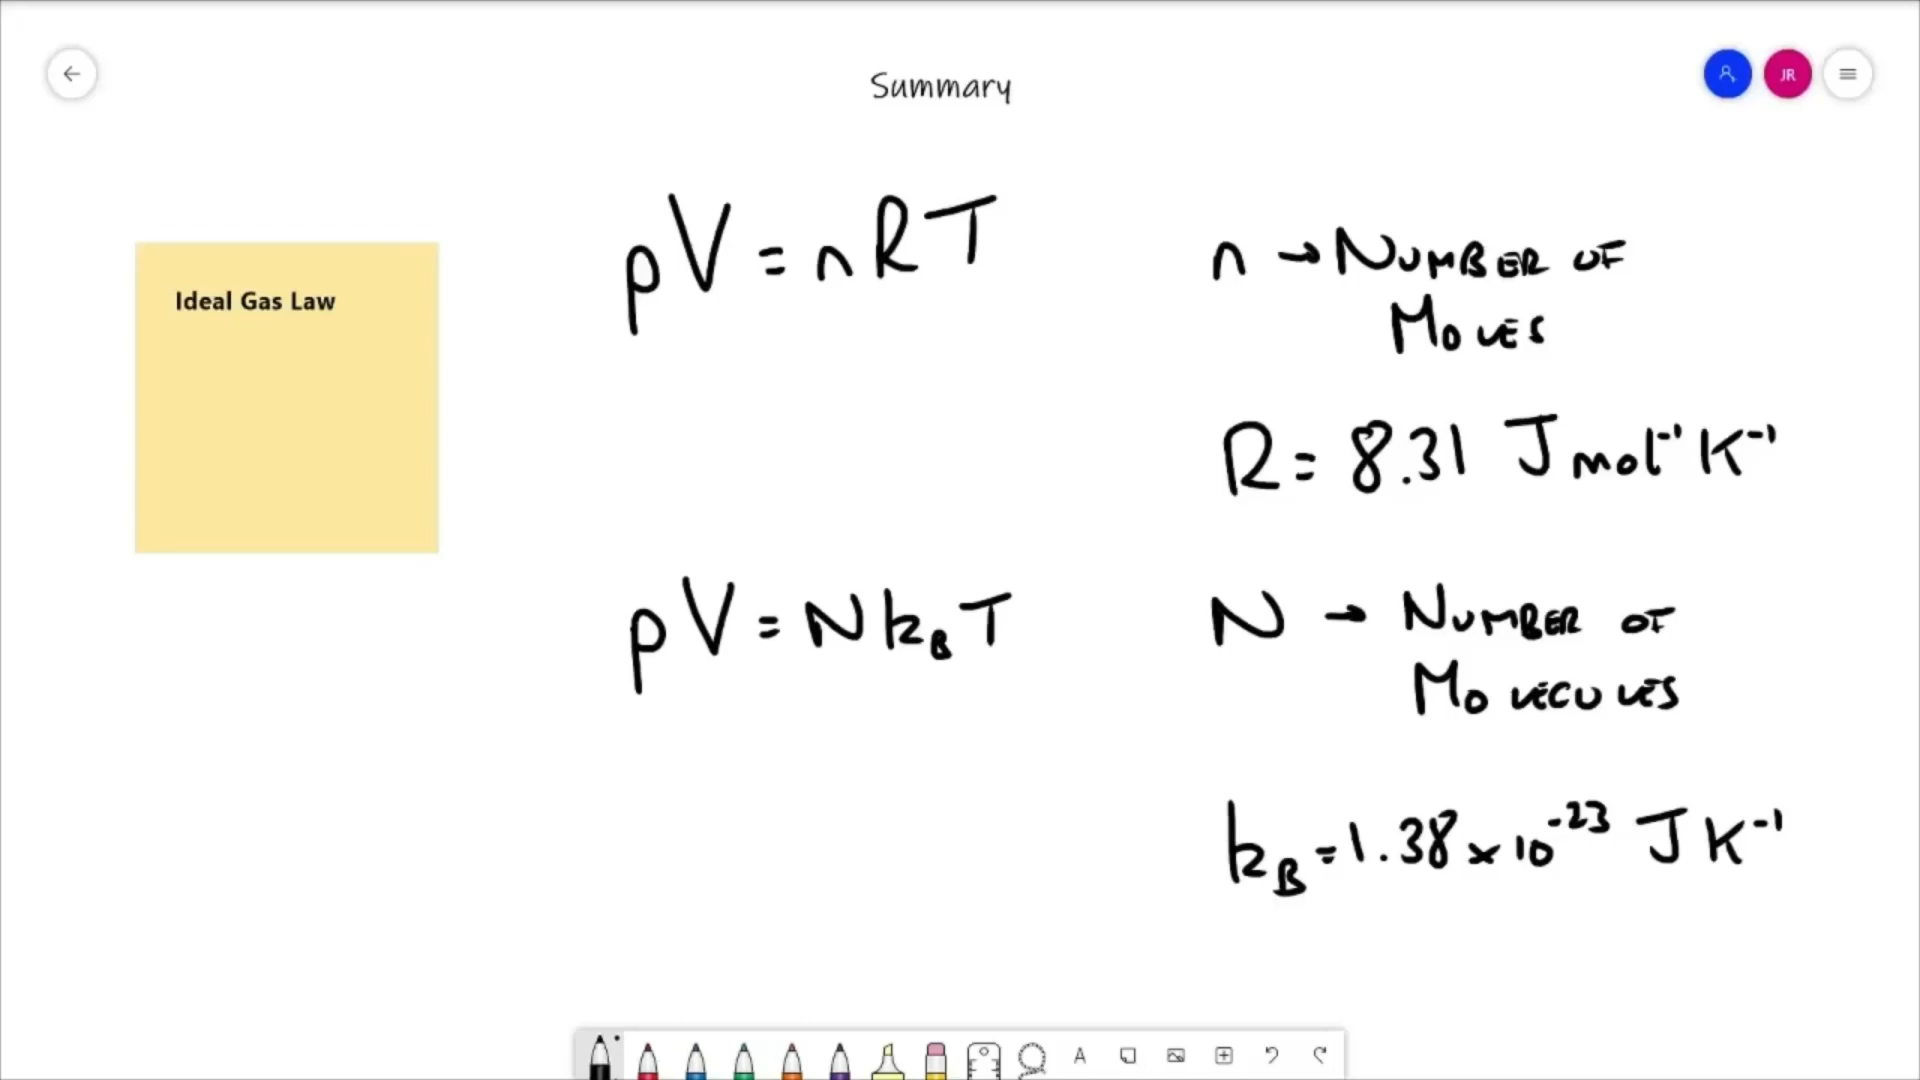 Summary
JR
Ideal Gas Law
pV = nRT
n → NUMBER OF
MOLES
R = 8.31 J mol⁻¹ K⁻¹
pV = Nk_BT
N → NUMBER OF
MOLECULES
k_B = 1.38 × 10⁻²³ J K⁻¹
A